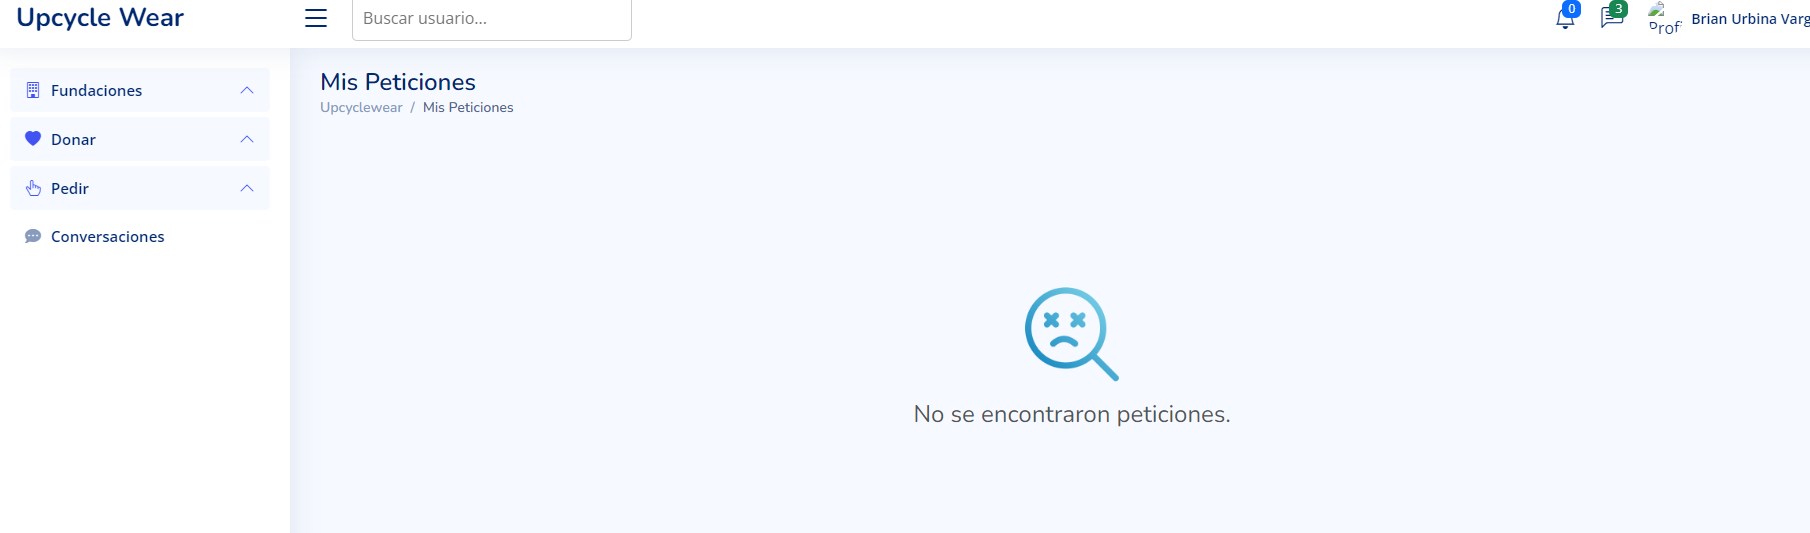 Upcycle Wear
Buscar usuario...
0
3
Prof
Brian Urbina Varg
Fundaciones
Donar
Pedir
Conversaciones
Mis Peticiones
Upcyclewear / Mis Peticiones
No se encontraron peticiones.